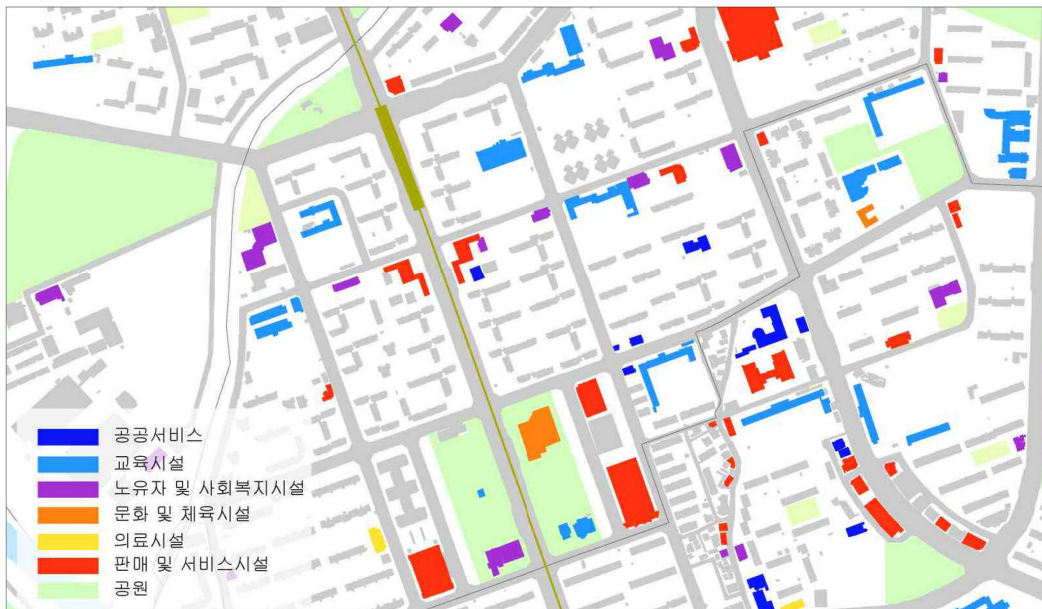 공공서비스
교육시설
노유자 및 사회복지시설
문화 및 체육시설
의료시설
판매 및 서비스시설
공원